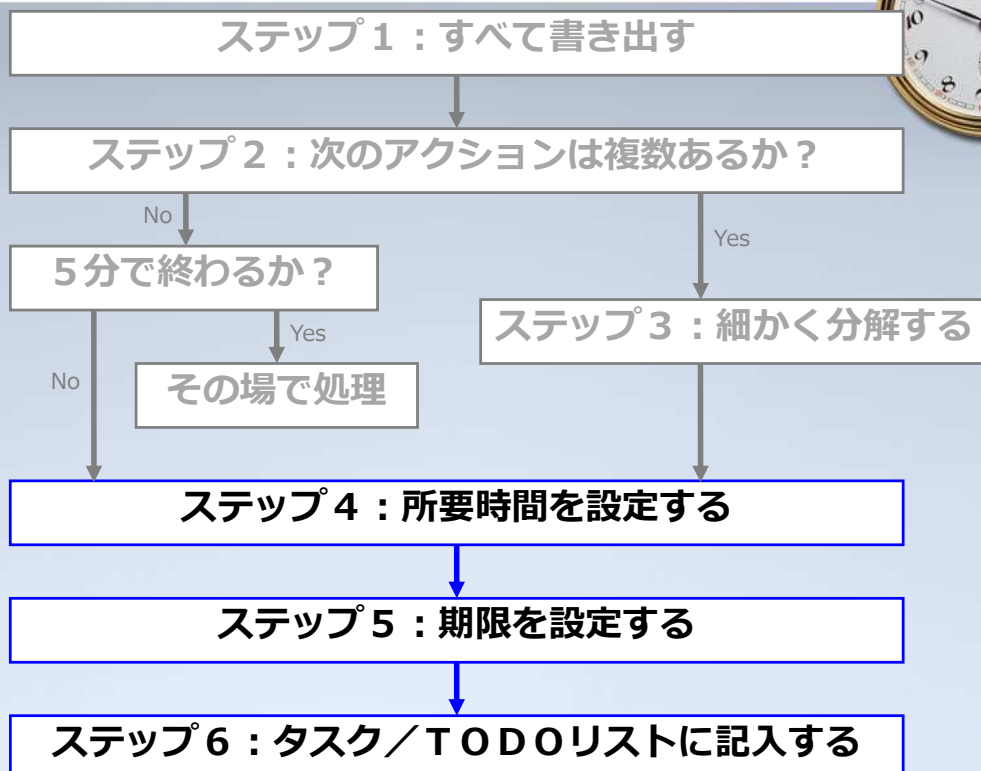 ステップ１：すべて書き出す
ステップ２：次のアクションは複数あるか？
No
Yes
５分で終わるか？
Yes
ステップ３：細かく分解する
No
その場で処理
ステップ４：所要時間を設定する
ステップ５：期限を設定する
ステップ６：タスク／ＴＯＤＯリストに記入する
10
9
8